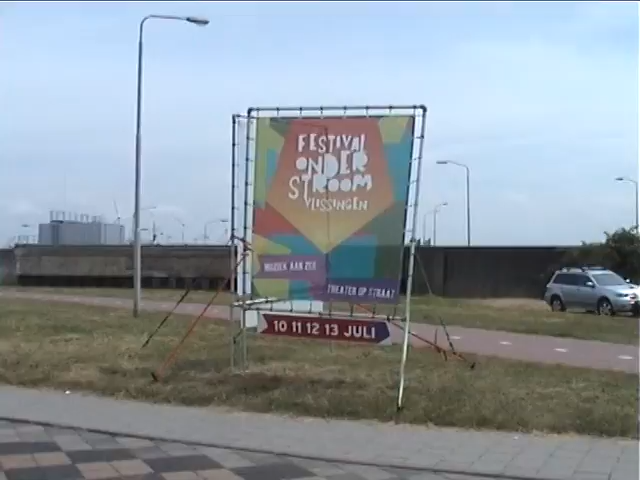 FESTIVAL
ONDER
STROOM
VLISSINGEN
MUZIEK AAN ZEE
THEATER OP STRAAT
10 11 12 13 JULI